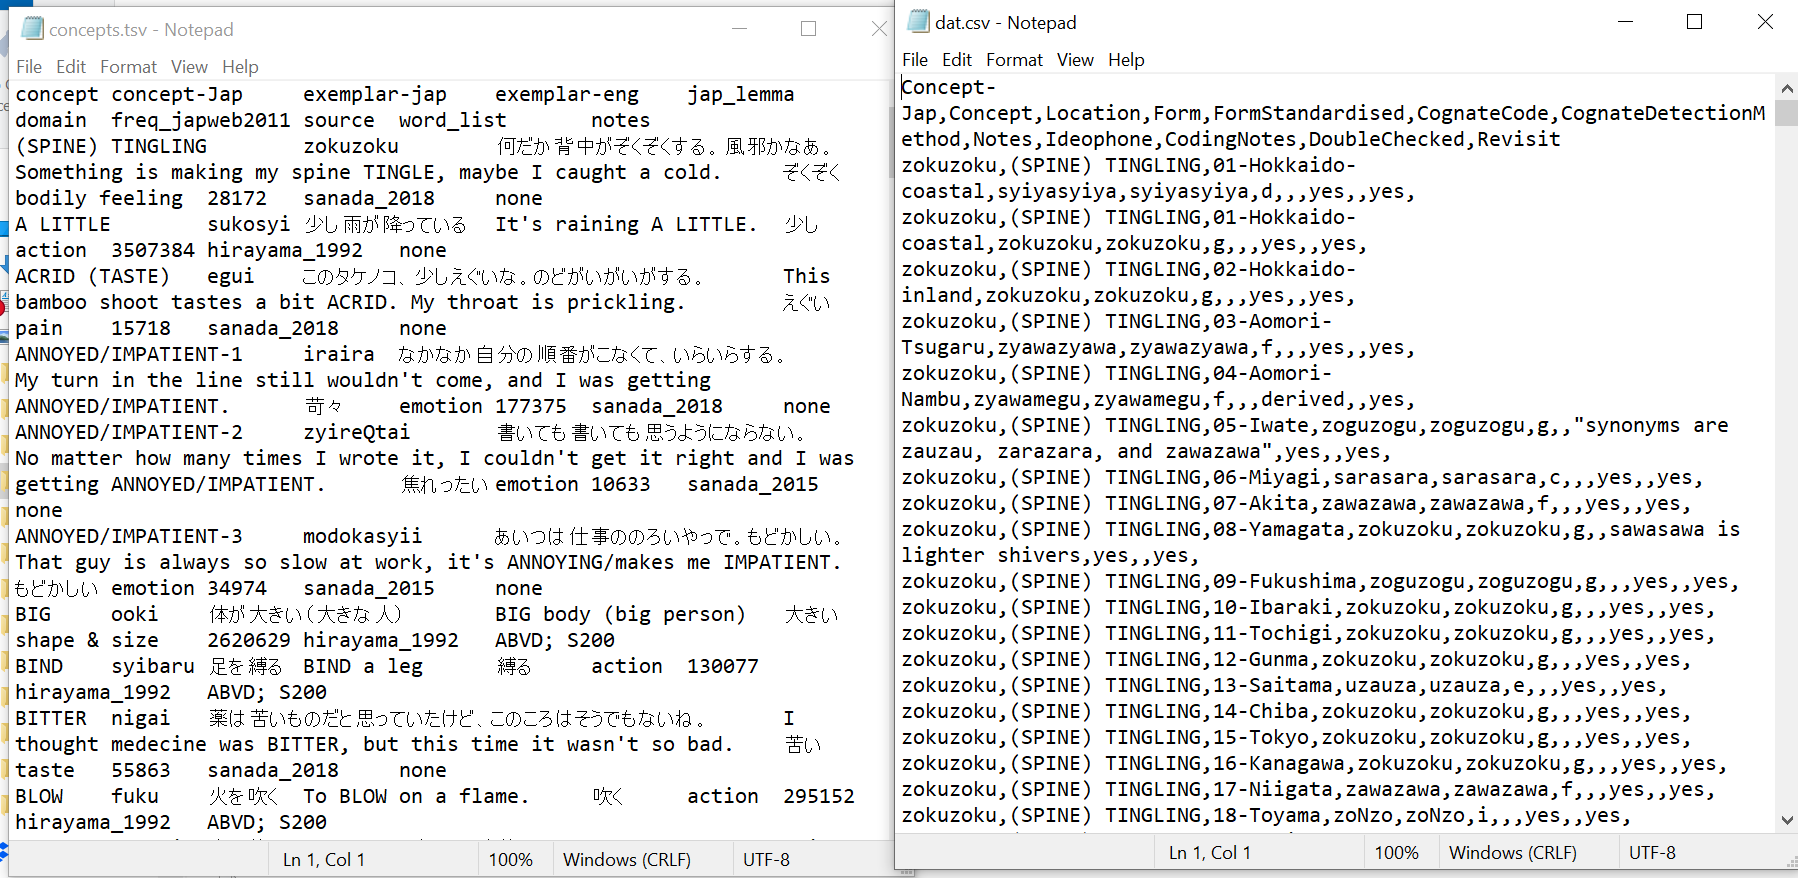 concepts.tsv - Notepad
File Edit Format View Help
concept concept-Jap exemplar-jap exemplar-eng jap_lemma
domain freq_japweb2011 source word_list notes
(SPINE) TINGLING zokuzoku 何だか背中がぞくぞくする。風邪かなあ。
Something is making my spine TINGLE, maybe I caught a cold. ぞくぞく
bodily feeling 28172 sanada_2018 none
A LITTLE sukosyi 少し雨が降っている It's raining A LITTLE. 少し
action 3507384 hirayama_1992 none
ACRID (TASTE) egui このタケノコ、少しえぐいな。のどがいがいがする。 This
bamboo shoot tastes a bit ACRID. My throat is prickling. えぐい
pain 15718 sanada_2018 none
ANNOYED/IMPATIENT-1 iraira なかなか自分の順番がこなくて、いらいらする。
My turn in the line still wouldn't come, and I was getting
ANNOYED/IMPATIENT. 苛々 emotion 177375 sanada_2018 none
ANNOYED/IMPATIENT-2 zyireQtai 書いても書いても思うようにならない。
No matter how many times I wrote it, I couldn't get it right and I was
getting ANNOYED/IMPATIENT. 焦れったい emotion 10633 sanada_2015
none
ANNOYED/IMPATIENT-3 modokasyii あいつは仕事ののろいやっで。もどかしい。
That guy is always so slow at work, it's ANNOYING/makes me IMPATIENT.
もどかしい emotion 34974 sanada_2015 none
BIG ooki 体が大きい（大きな人） BIG body (big person) 大きい
shape & size 2620629 hirayama_1992 ABVD; S200
BIND syibaru 足を縛る BIND a leg 縛る action 130077
hirayama_1992 ABVD; S200
BITTER nigai 薬は苦いものだと思っていたけど、このころはそうでもないね。 I
thought medecine was BITTER, but this time it wasn't so bad. 苦い
taste 55863 sanada_2018 none
BLOW fuku 火を吹く To BLOW on a flame. 吹く action 295152
hirayama_1992 ABVD; S200
Ln 1, Col 1 100% Windows (CRLF) UTF-8
dat.csv - Notepad
File Edit Format View Help
Concept-
Jap,Concept,Location,Form,FormStandardised,CognateCode,CognateDetectionM
ethod,Notes,Ideophone,CodingNotes,DoubleChecked,Revisit
zokuzoku,(SPINE) TINGLING,01-Hokkaido-
coastal,syiyasyiya,syiyasyiya,d,,,yes,,yes,
zokuzoku,(SPINE) TINGLING,01-Hokkaido-
coastal,zokuzoku,zokuzoku,g,,,yes,,yes,
zokuzoku,(SPINE) TINGLING,02-Hokkaido-
inland,zokuzoku,zokuzoku,g,,,yes,,yes,
zokuzoku,(SPINE) TINGLING,03-Aomori-
Tsugaru,zyawazyawa,zyawazyawa,f,,,yes,,yes,
zokuzoku,(SPINE) TINGLING,04-Aomori-
Nambu,zyawamegu,zyawamegu,f,,,derived,,yes,
zokuzoku,(SPINE) TINGLING,05-Iwate,zoguzogu,zoguzogu,g,,"synonyms are
zauzau, zarazara, and zawazawa",yes,,yes,
zokuzoku,(SPINE) TINGLING,06-Miyagi,sarasara,sarasara,c,,,yes,,yes,
zokuzoku,(SPINE) TINGLING,07-Akita,zawazawa,zawazawa,f,,,yes,,yes,
zokuzoku,(SPINE) TINGLING,08-Yamagata,zokuzoku,zokuzoku,g,,sawasawa is
lighter shivers,yes,,yes,
zokuzoku,(SPINE) TINGLING,09-Fukushima,zoguzogu,zoguzogu,g,,,yes,,yes,
zokuzoku,(SPINE) TINGLING,10-Ibaraki,zokuzoku,zokuzoku,g,,,yes,,yes,
zokuzoku,(SPINE) TINGLING,11-Tochigi,zokuzoku,zokuzoku,g,,,yes,,yes,
zokuzoku,(SPINE) TINGLING,12-Gunma,zokuzoku,zokuzoku,g,,,yes,,yes,
zokuzoku,(SPINE) TINGLING,13-Saitama,uzauza,uzauza,e,,,yes,,yes,
zokuzoku,(SPINE) TINGLING,14-Chiba,zokuzoku,zokuzoku,g,,,yes,,yes,
zokuzoku,(SPINE) TINGLING,15-Tokyo,zokuzoku,zokuzoku,g,,,yes,,yes,
zokuzoku,(SPINE) TINGLING,16-Kanagawa,zokuzoku,zokuzoku,g,,,yes,,yes,
zokuzoku,(SPINE) TINGLING,17-Niigata,zawazawa,zawazawa,f,,,yes,,yes,
zokuzoku,(SPINE) TINGLING,18-Toyama,zoNzo,zoNzo,i,,,yes,,yes,
Ln 1, Col 1 100% Windows (CRLF) UTF-8